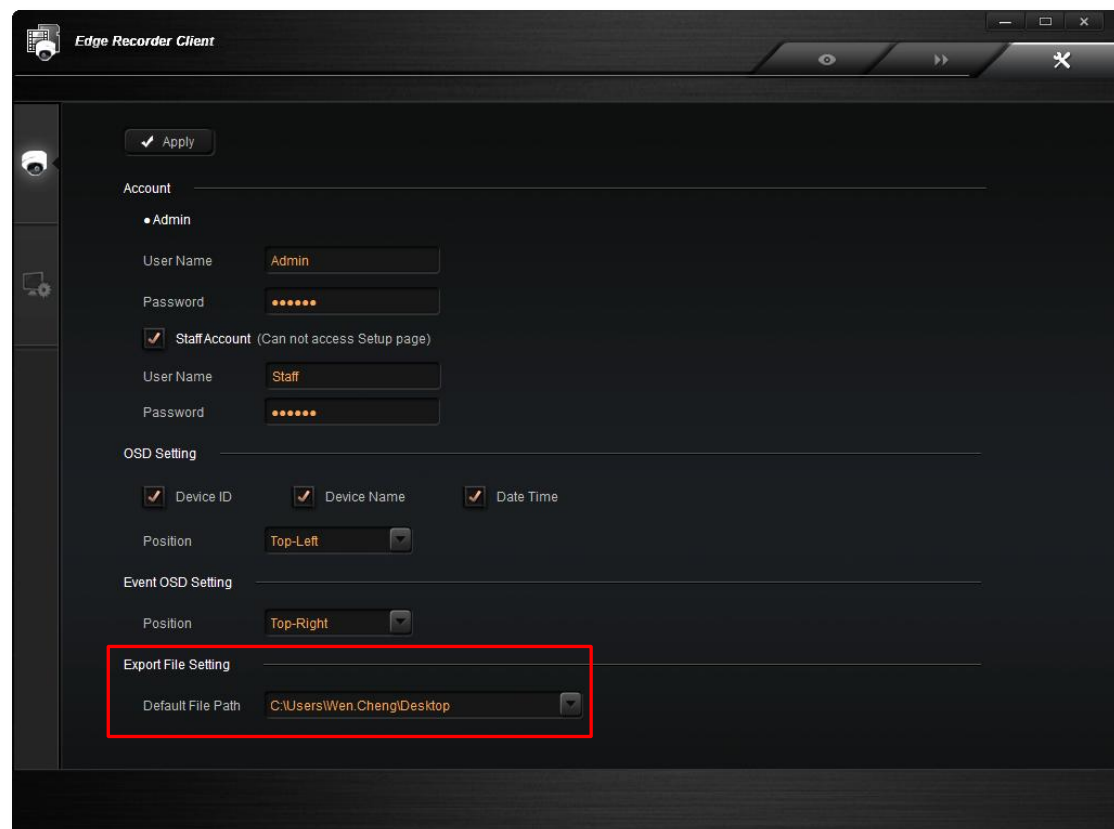 Edge Recorder Client
Apply
Account
Admin
User Name Admin
Password ●●●●●●
Staff Account (Can not access Setup page)
User Name Staff
Password ●●●●●●
OSD Setting
Device ID Device Name Date Time
Position Top-Left
Event OSD Setting
Position Top-Right
Export File Setting
Default File Path C:\Users\Wen.Cheng\Desktop